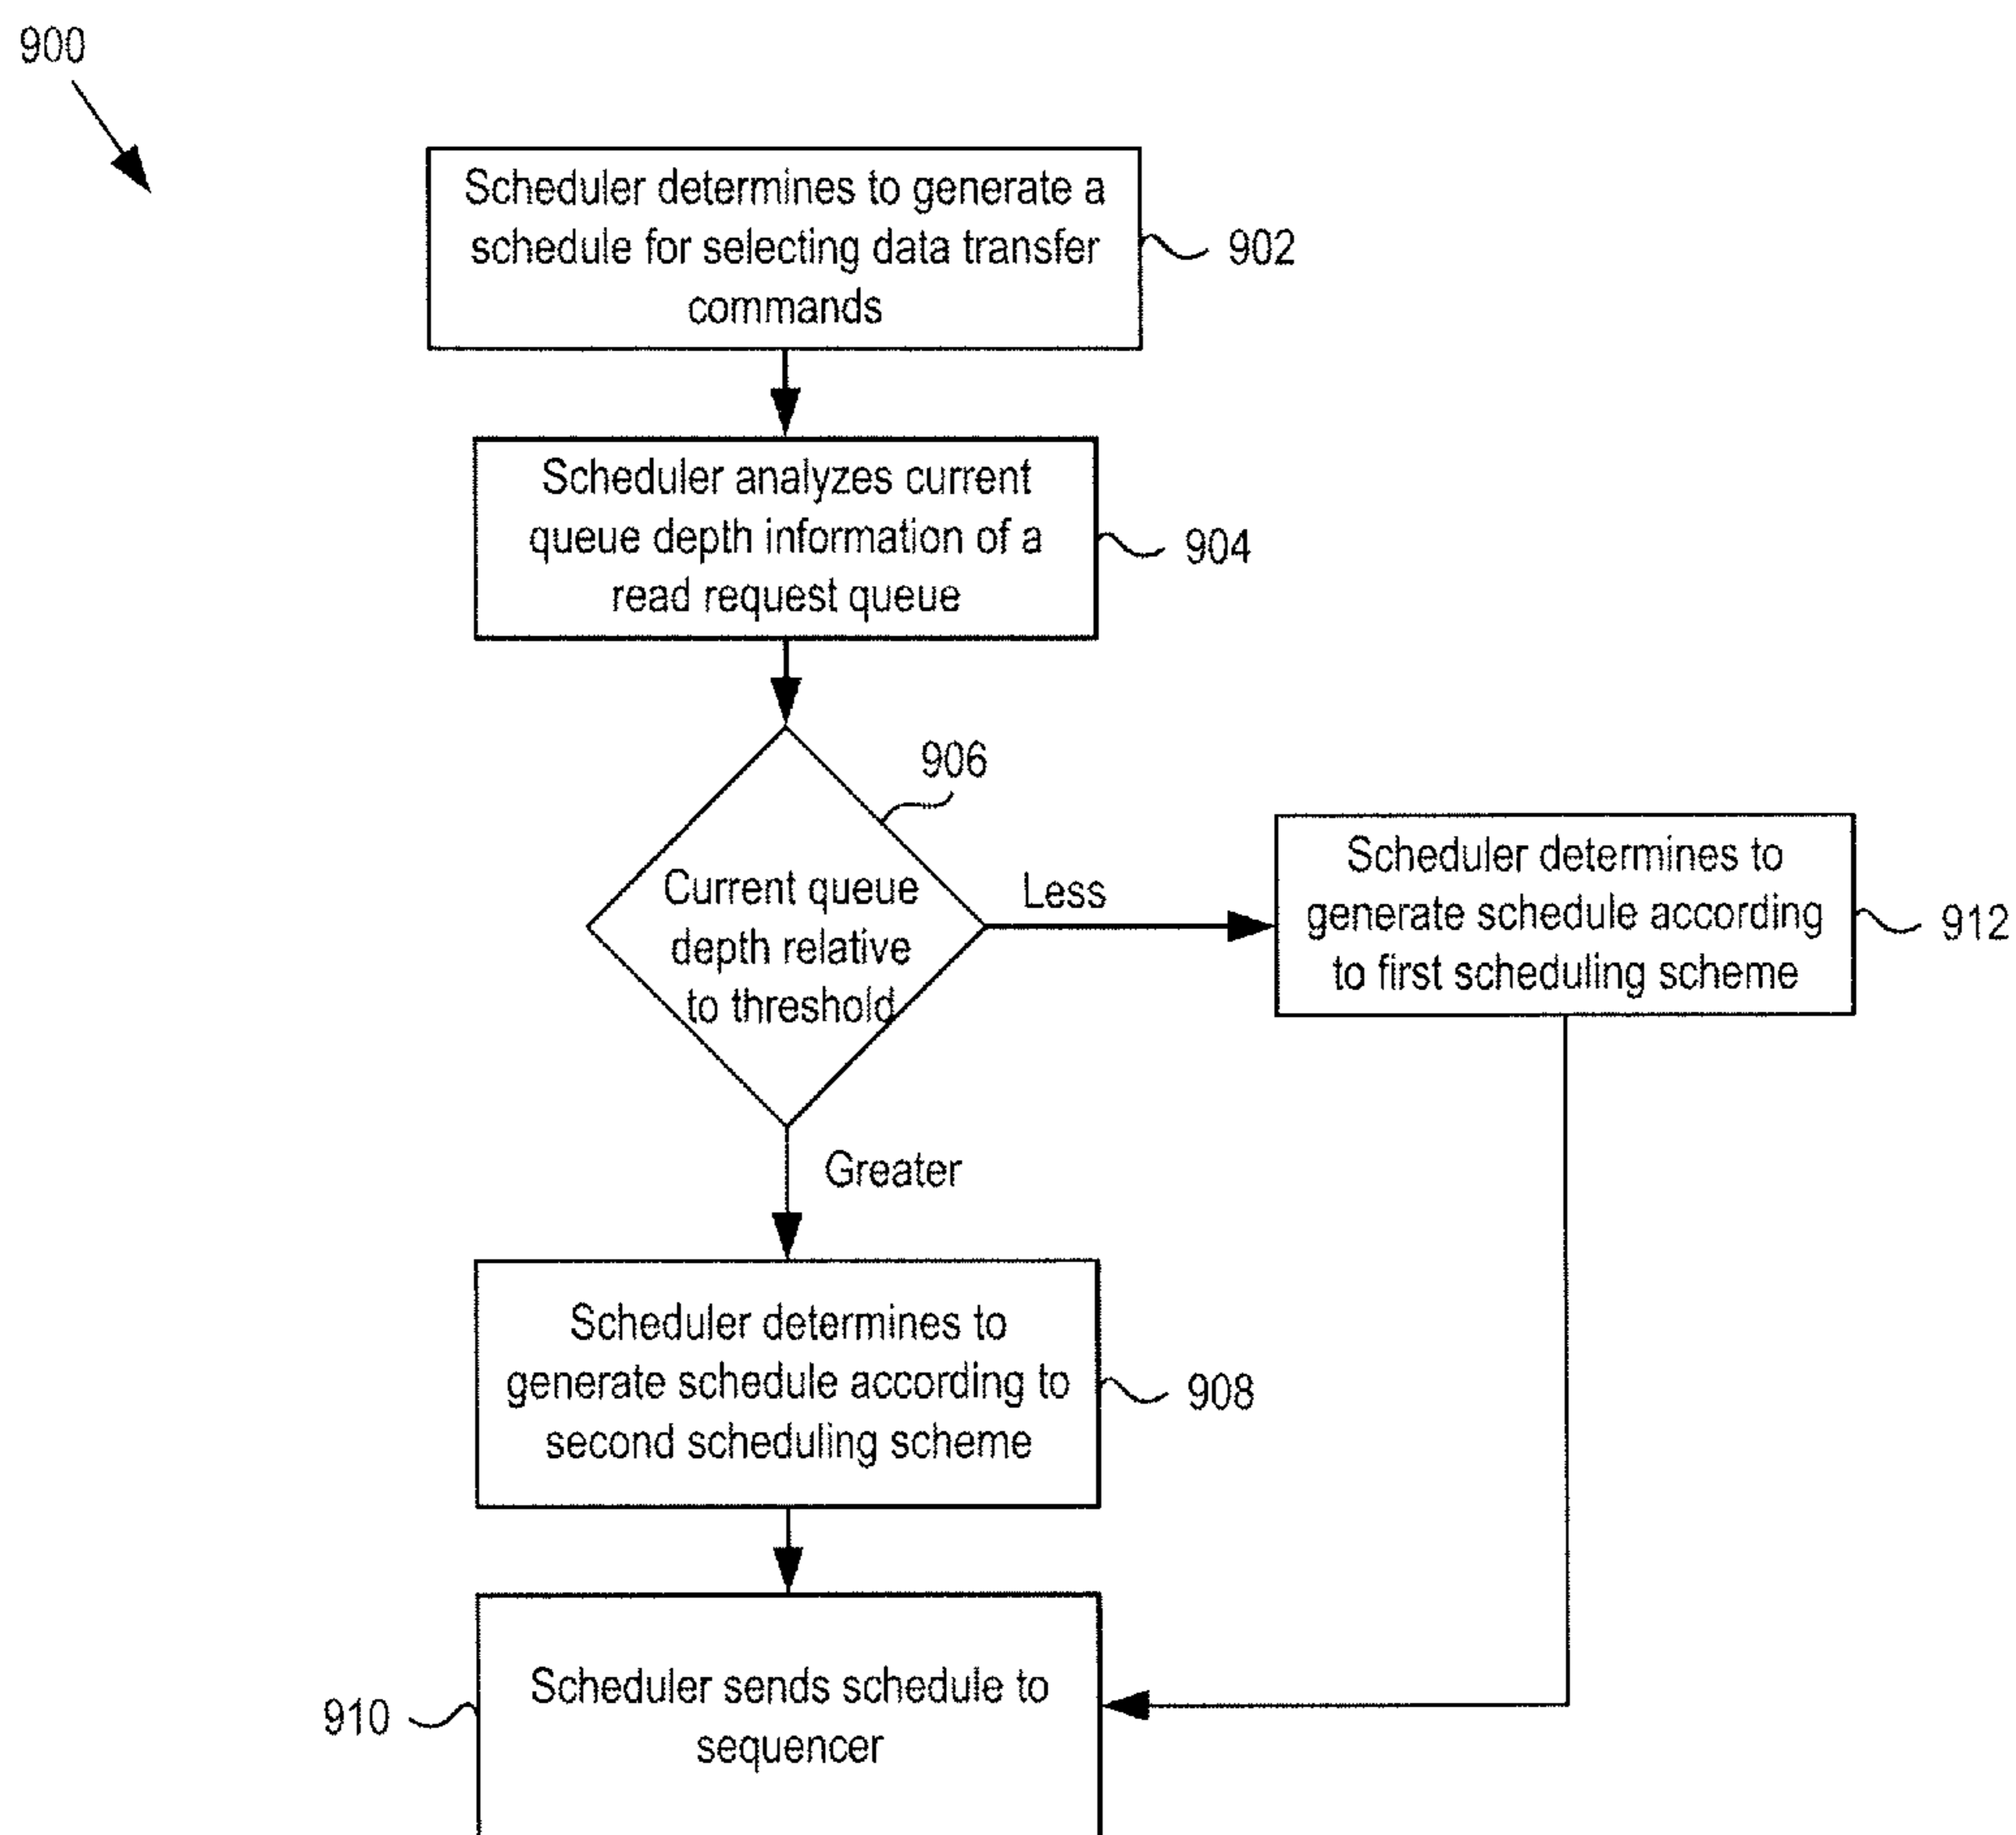 900
Scheduler determines to generate a
schedule for selecting data transfer
commands
902
Scheduler analyzes current
queue depth information of a
read request queue
904
906
Current queue
depth relative
to threshold
Less
Scheduler determines to
generate schedule according
to first scheduling scheme
912
Greater
Scheduler determines to
generate schedule according to
second scheduling scheme
908
910
Scheduler sends schedule to
sequencer